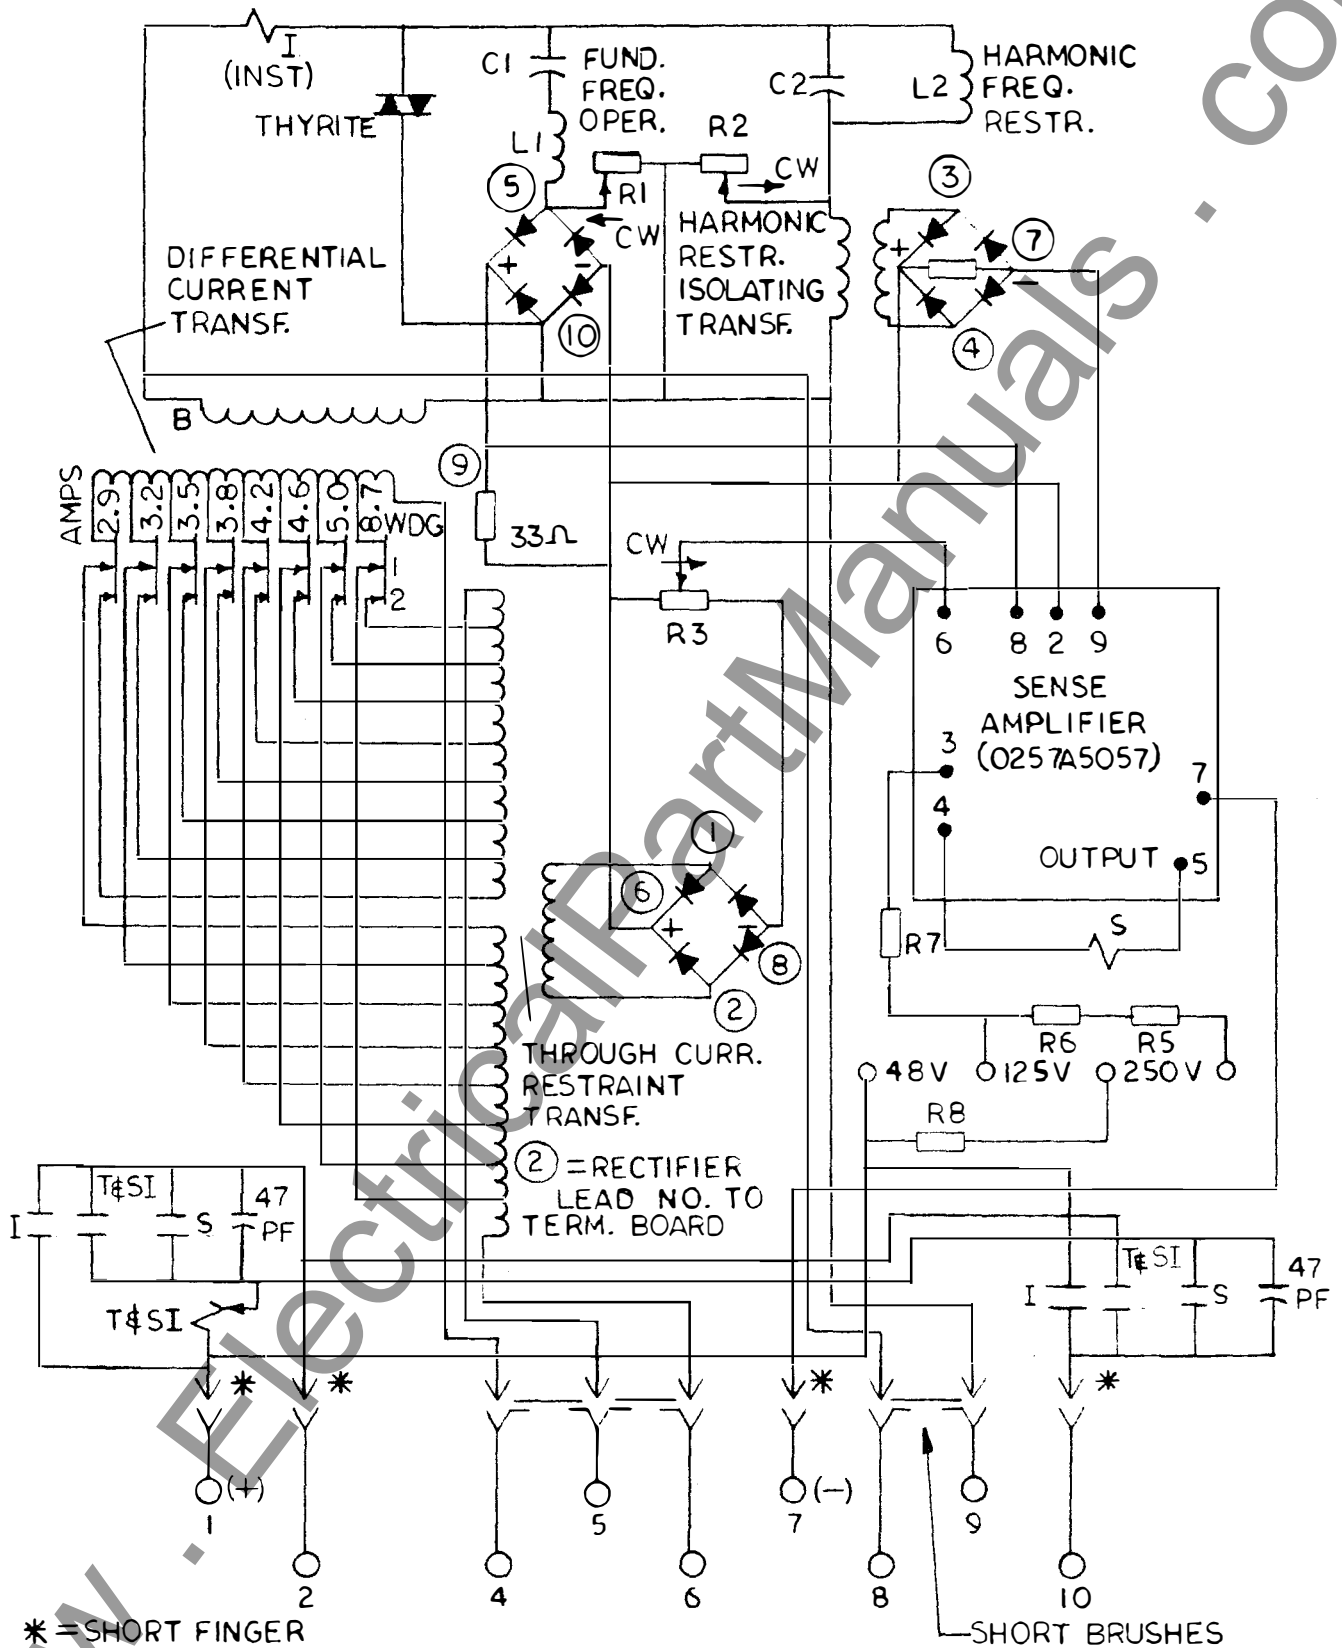 I
(INST)
THYRITE
C1
FUND.
FREQ.
OPER.
L1
R1
R2
CW
CW
C2
L2
HARMONIC
FREQ.
RESTR.
5
3
7
4
10
+
-
+
-
HARMONIC
RESTR.
ISOLATING
TRANSF.
DIFFERENTIAL
CURRENT
TRANSF.
B
AMPS
2.9
3.2
3.5
3.8
4.2
4.6
5.0
8.7
WDG
1
2
9
33Ω
CW
R3
6
8
2
9
SENSE
AMPLIFIER
(0257A5057)
3
4
7
OUTPUT
5
S
R7
R6
R5
48V
125V
250V
R8
1
6
+
-
8
2
THROUGH CURR.
RESTRAINT
TRANSF.
2 =RECTIFIER
LEAD NO. TO
TERM. BOARD
I
T&SI
S
47
PF
T&SI
I
T&SI
S
47
PF
*
*
*
*
(+)
1
2
4
5
6
7
(-)
8
9
10
* =SHORT FINGER
SHORT BRUSHES
w.ElectricalPartManuals.com